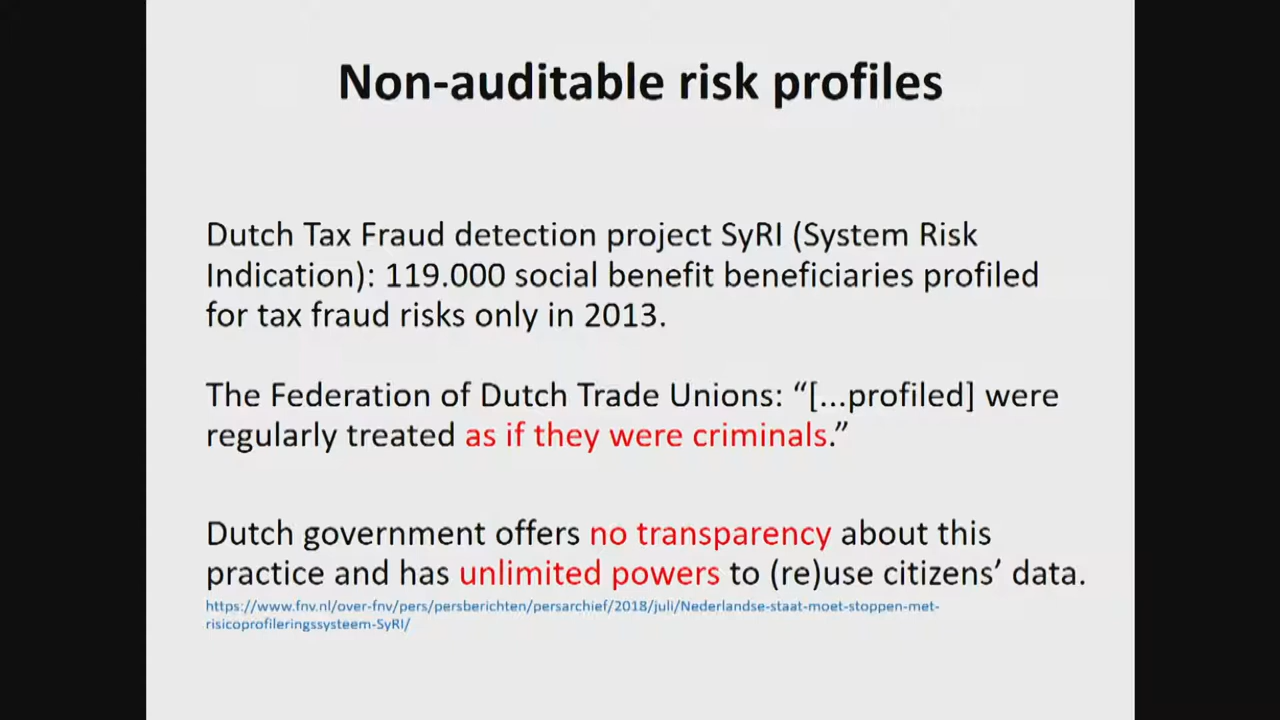 Non-auditable risk profiles
Dutch Tax Fraud detection project SyRI (System Risk
Indication): 119.000 social benefit beneficiaries profiled
for tax fraud risks only in 2013.
The Federation of Dutch Trade Unions: “[...profiled] were
regularly treated as if they were criminals.”
Dutch government offers no transparency about this
practice and has unlimited powers to (re)use citizens’ data.
https://www.fnv.nl/over-fnv/pers/persberichten/persarchief/2018/juli/Nederlandse-staat-moet-stoppen-met-
risicoprofileringssysteem-SyRI/